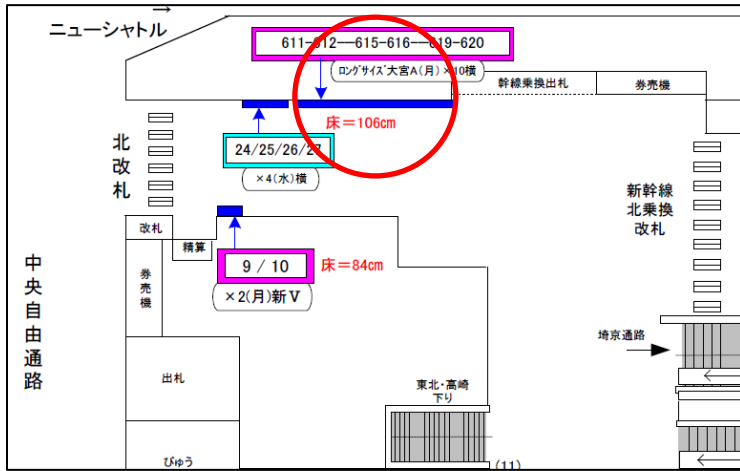 ニューシャトル
611-612――615-616――619-620
ロングサイズ大宮A(月)×10横
幹線乗換出札
券売機
床＝106cm
北改札
24/25/26/27
×4(水)横
新幹線
北乗換
改札
改札
精算
9 / 10
床＝84cm
×2(月)新V
中央自由通路
券売機
埼京通路
出札
東北・高崎
下り
びゅう
(11)